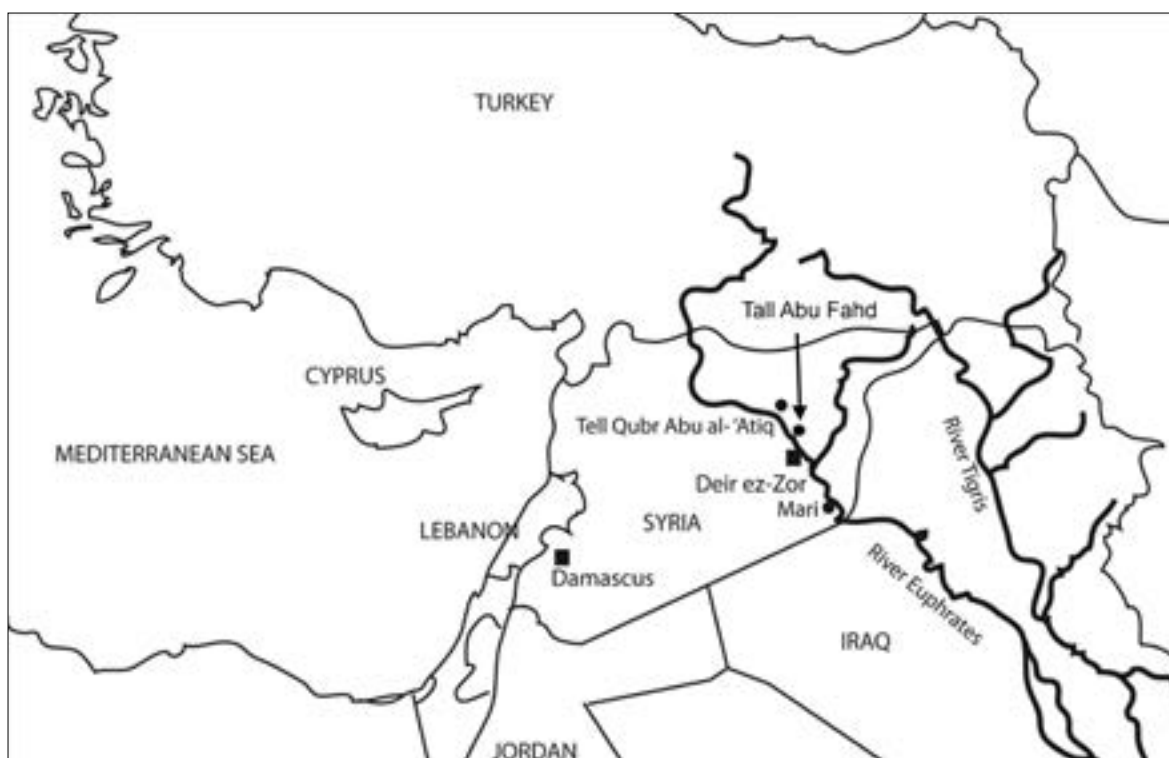 TURKEY
Tall Abu Fahd
CYPRUS
Tell Qubr Abu al-'Atiq
MEDITERRANEAN SEA
Deir ez-Zor
River Tigris
Mari
LEBANON
SYRIA
Damascus
River Euphrates
IRAQ
JORDAN